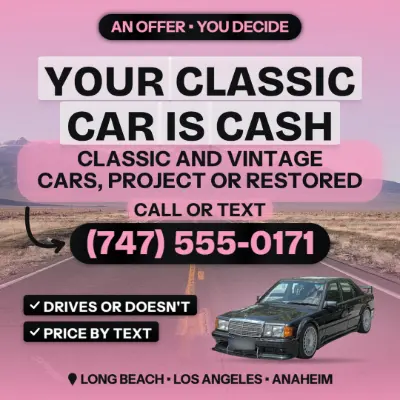 AN OFFER • YOU DECIDE
YOUR CLASSIC
CAR IS CASH
CLASSIC AND VINTAGE
CARS, PROJECT OR RESTORED
CALL OR TEXT
(747) 555-0171
✓ DRIVES OR DOESN'T
✓ PRICE BY TEXT
LONG BEACH • LOS ANGELES • ANAHEIM